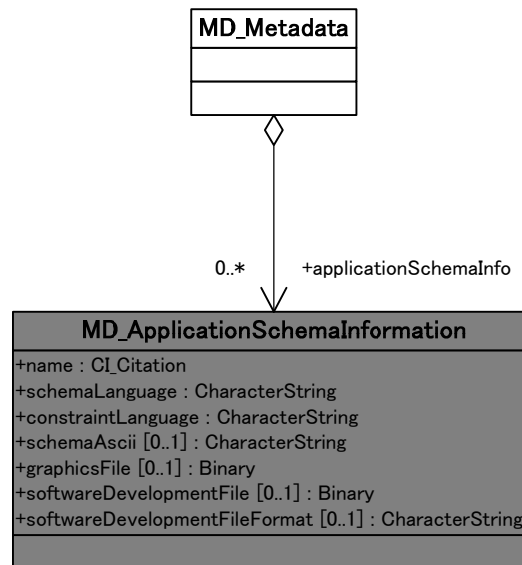 MD_Metadata
0..* +applicationSchemaInfo
MD_ApplicationSchemaInformation
+name : CI_Citation
+schemaLanguage : CharacterString
+constraintLanguage : CharacterString
+schemaAscii [0..1] : CharacterString
+graphicsFile [0..1] : Binary
+softwareDevelopmentFile [0..1] : Binary
+softwareDevelopmentFileFormat [0..1] : CharacterString